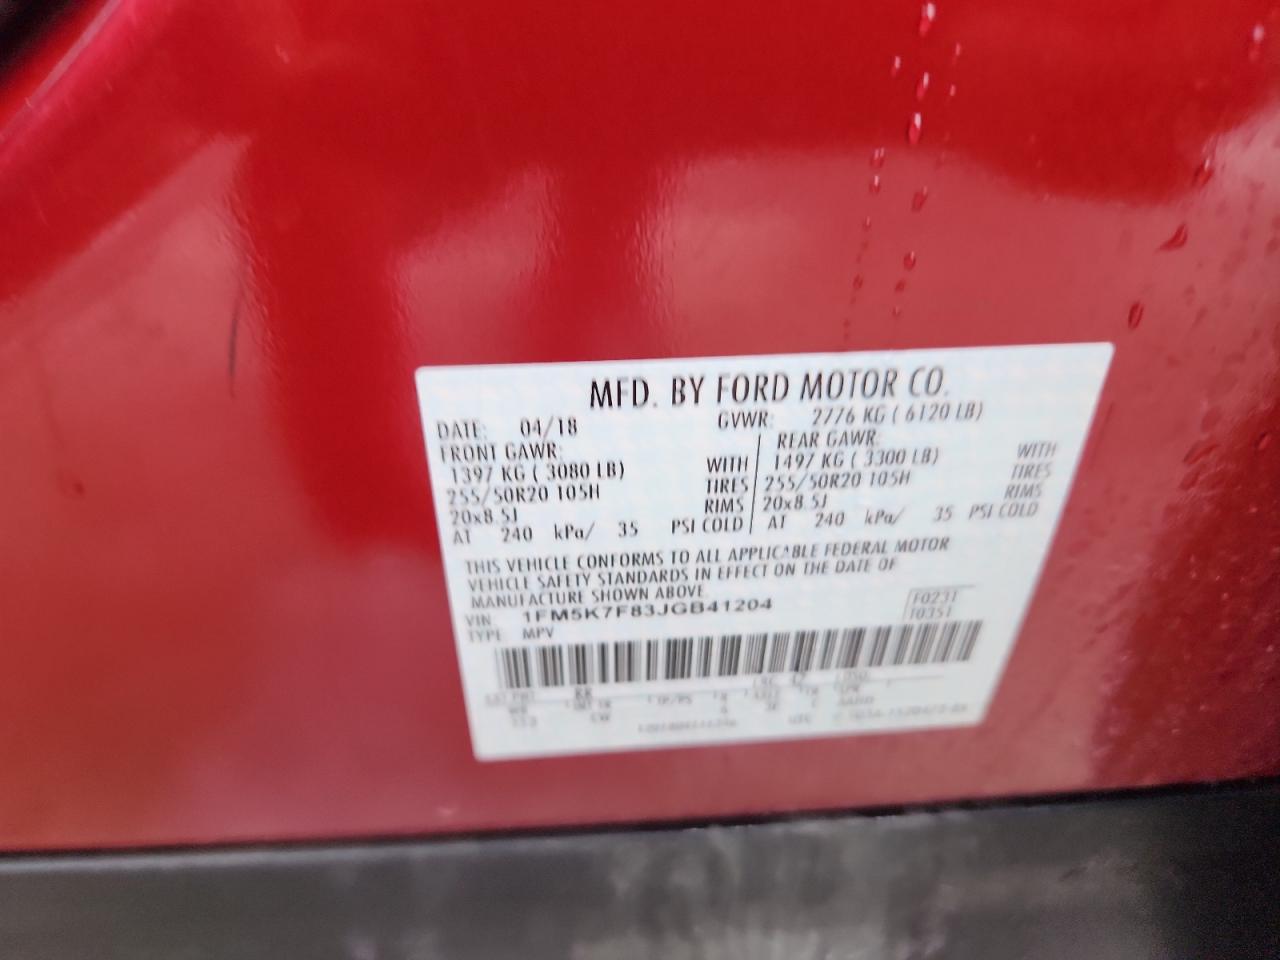 MFD. BY FORD MOTOR CO.
DATE: 04/18 GVWR: 2776 KG ( 6120 LB)
FRONT GAWR: REAR GAWR:
1397 KG ( 3080 LB) WITH 1497 KG ( 3300 LB) WITH
255/50R20 105H TIRES 255/50R20 105H TIRES
20x8.5J RIMS 20x8.5J RIMS
AT 240 kPa/ 35 PSI COLD AT 240 kPa/ 35 PSI COLD
THIS VEHICLE CONFORMS TO ALL APPLICABLE FEDERAL MOTOR
VEHICLE SAFETY STANDARDS IN EFFECT ON THE DATE OF
MANUFACTURE SHOWN ABOVE.
VIN: 1FM5K7F83JGB41204 F0231
TYPE: MPV T0351
RR
UTC